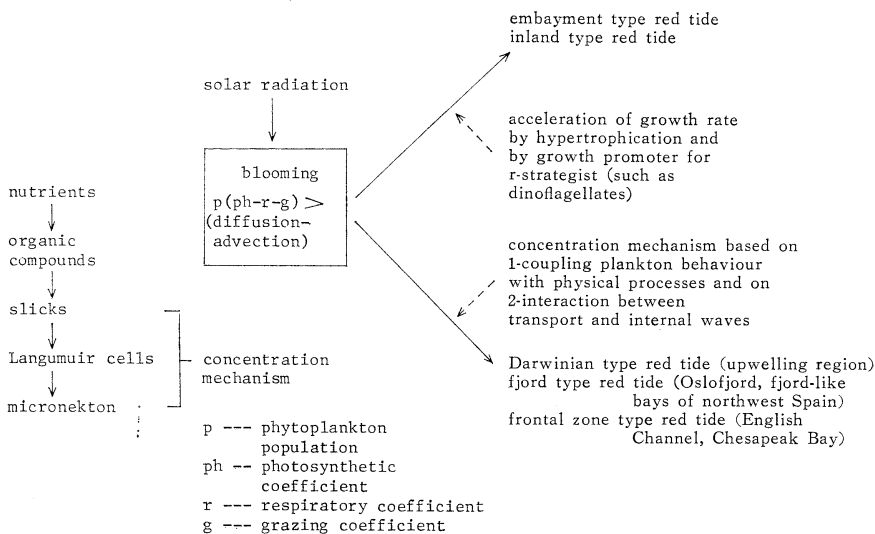 embayment type red tide
inland type red tide
solar radiation
acceleration of growth rate
by hypertrophication and
by growth promoter for
r-strategist (such as
dinoflagellates)
blooming
p(ph-r-g) >
(diffusion-
advection)
nutrients
organic
compounds
slicks
Langumuir cells
micronekton
concentration
mechanism
concentration mechanism based on
1-coupling plankton behaviour
with physical processes and on
2-interaction between
transport and internal waves
Darwinian type red tide (upwelling region)
fjord type red tide (Oslofjord, fjord-like
bays of northwest Spain)
frontal zone type red tide (English
Channel, Chesapeak Bay)
p --- phytoplankton
population
ph -- photosynthetic
coefficient
r --- respiratory coefficient
g --- grazing coefficient